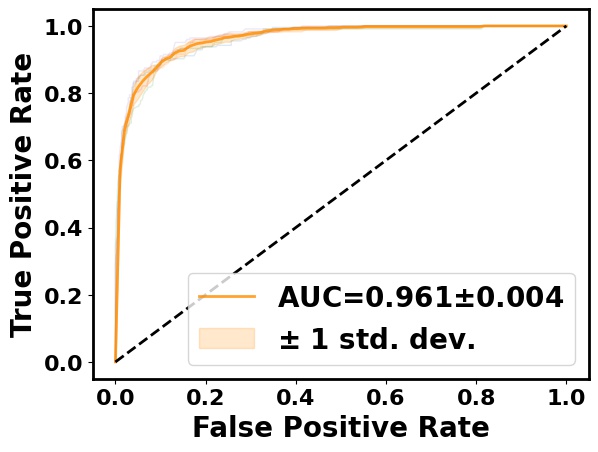 1.0
0.8
0.6
0.4
0.2
0.0
True Positive Rate
AUC=0.961±0.004
± 1 std. dev.
0.0 0.2 0.4 0.6 0.8 1.0
False Positive Rate